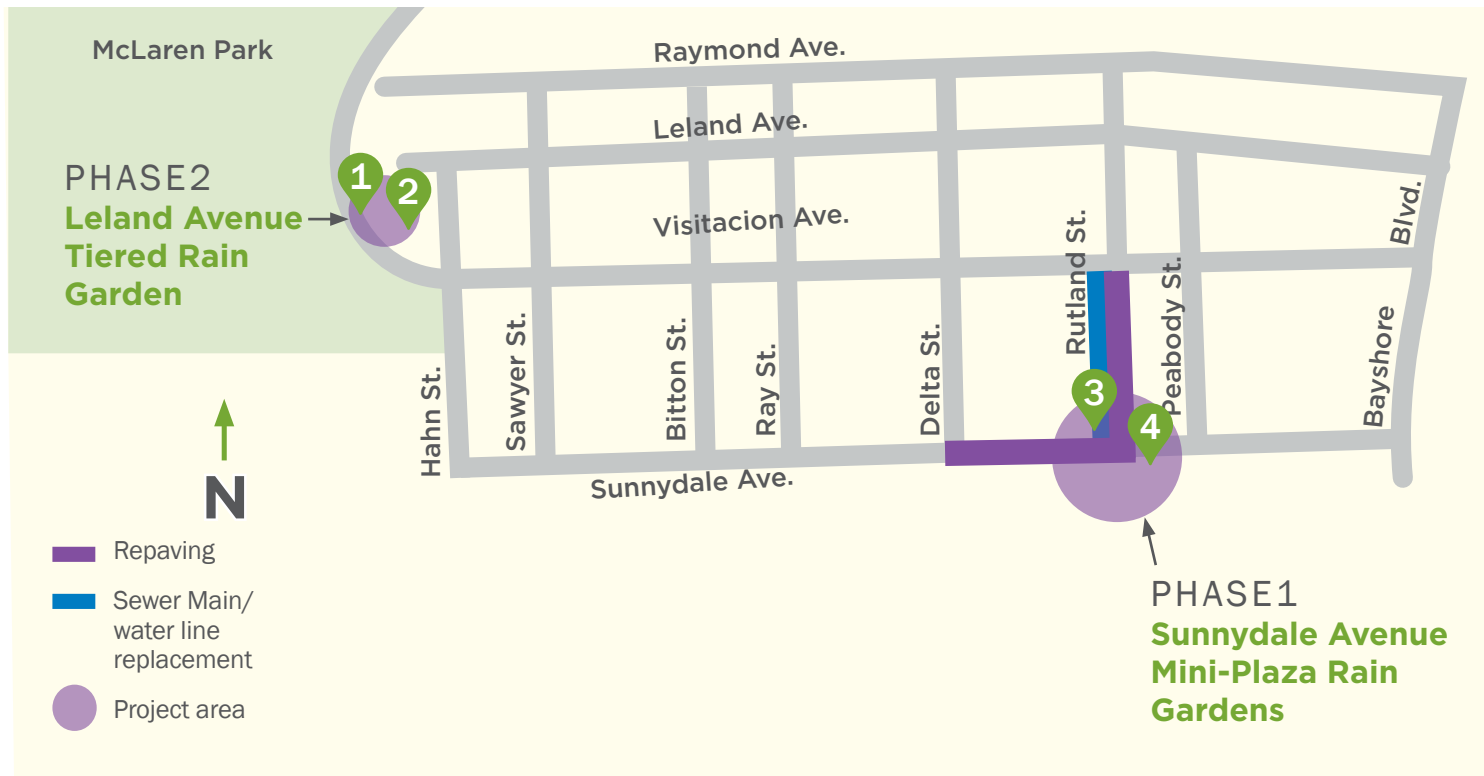 McLaren Park
Raymond Ave.
Leland Ave.
Visitacion Ave.
PHASE2
Leland Avenue
Tiered Rain
Garden
1
2
Hahn St.
Sawyer St.
Bitton St.
Ray St.
Delta St.
Rutland St.
Peabody St.
Bayshore
Blvd.
3
4
Sunnydale Ave.
N
Repaving
Sewer Main/
water line
replacement
Project area
PHASE1
Sunnydale Avenue
Mini-Plaza Rain
Gardens